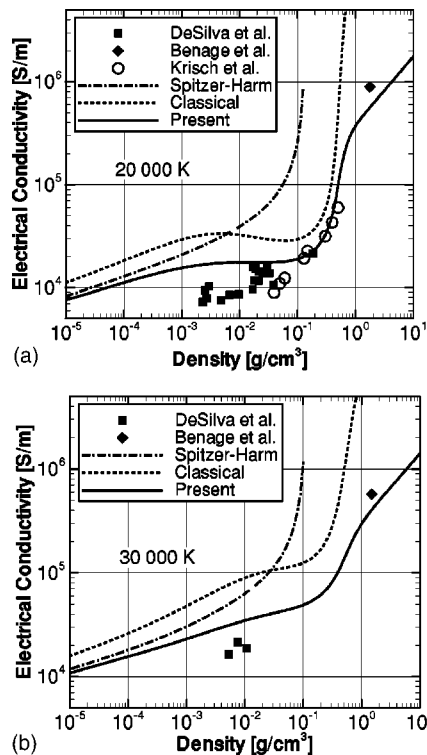 DeSilva et al.
Benage et al.
Krisch et al.
Spitzer-Harm
Classical
Present
20 000 K
Electrical Conductivity [S/m]
10^6
10^5
10^4
10^-5 10^-4 10^-3 10^-2 10^-1 10^0 10
Density [g/cm^3]
(a)
DeSilva et al.
Benage et al.
Spitzer-Harm
Classical
Present
30 000 K
Electrical Conductivity [S/m]
10^6
10^5
10^4
10^-5 10^-4 10^-3 10^-2 10^-1 10^0 10^1
Density [g/cm^3]
(b)